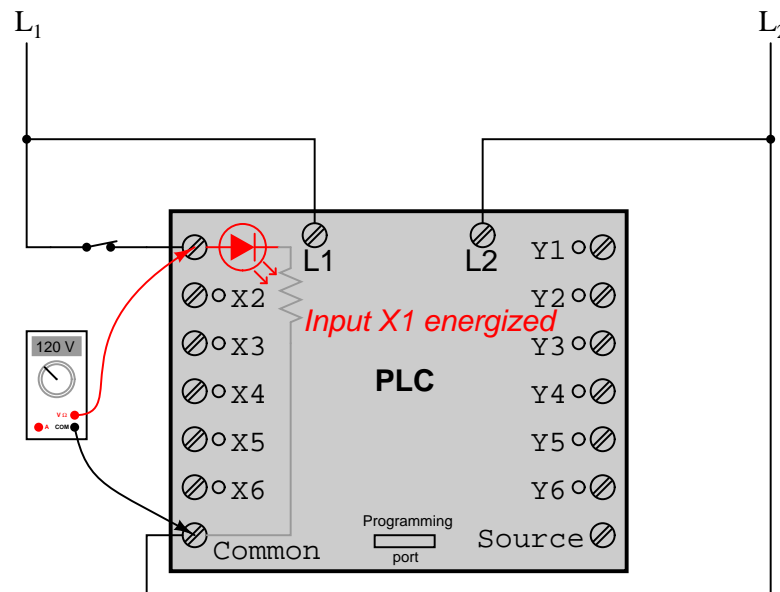 L1 L2
L1 L2 Y1
X2 Y2
Input X1 energized
120 V X3 Y3
PLC
X4 Y4
V Ω
A COM
X5 Y5
X6 Y6
Programming
port
Common Source